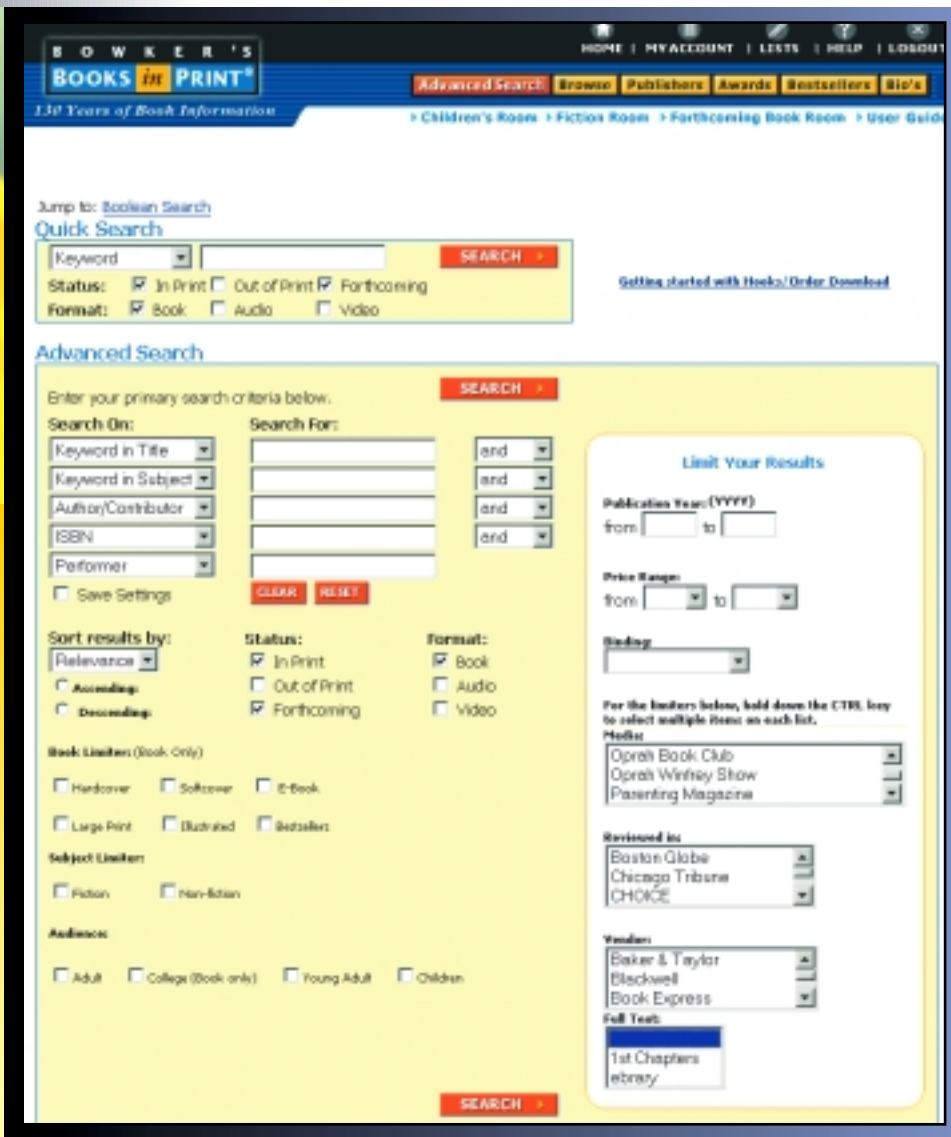 BOWKER'S
BOOKS in PRINT®
130 Years of Book Information
HOME | MY ACCOUNT | LISTS | HELP | LOGOUT
Advanced Search Browse Publishers Awards Bestsellers Bio's
Children's Room Fiction Room Forthcoming Book Room User Guide
Jump to: Boolean Search
Quick Search
Keyword SEARCH
Status: In Print Out of Print Forthcoming
Format: Book Audio Video
Getting started with Hooks/Order Download
Advanced Search
Enter your primary search criteria below. SEARCH
Search On: Search For:
Keyword in Title and
Keyword in Subject and
Author/Contributor and
ISBN and
Performer
Save Settings CLEAR RESET
Sort results by: Status: Format:
Relevance In Print Book
Ascending: Out of Print Audio
Descending: Forthcoming Video
Book Limiter: (Book Only)
Hardcover Softcover E-Book
Large Print Illustrated Bestsellers
Subject Limiter:
Fiction Non-fiction
Audience:
Adult College (Book only) Young Adult Children
Limit Your Results
Publication Year: (YYYY)
from to
Price Range:
from to
Binding:
For the limiters below, hold down the CTRL key
to select multiple items on each list.
Media:
Oprah Book Club
Oprah Winfrey Show
Parenting Magazine
Reviewed in:
Boston Globe
Chicago Tribune
CHOICE
Vendor:
Baker & Taylor
Blackwell
Book Express
Full Text:
1st Chapters
ebrary
SEARCH